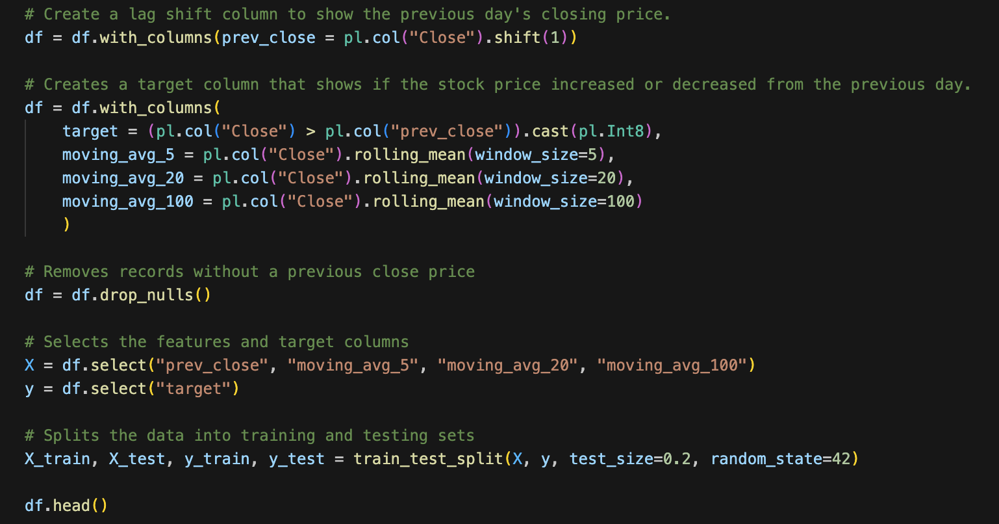 # Create a lag shift column to show the previous day's closing price.
df = df.with_columns(prev_close = pl.col("Close").shift(1))
# Creates a target column that shows if the stock price increased or decreased from the previous day.
df = df.with_columns(
    target = (pl.col("Close") > pl.col("prev_close")).cast(pl.Int8),
    moving_avg_5 = pl.col("Close").rolling_mean(window_size=5),
    moving_avg_20 = pl.col("Close").rolling_mean(window_size=20),
    moving_avg_100 = pl.col("Close").rolling_mean(window_size=100)
    )
# Removes records without a previous close price
df = df.drop_nulls()
# Selects the features and target columns
X = df.select("prev_close", "moving_avg_5", "moving_avg_20", "moving_avg_100")
y = df.select("target")
# Splits the data into training and testing sets
X_train, X_test, y_train, y_test = train_test_split(X, y, test_size=0.2, random_state=42)
df.head()